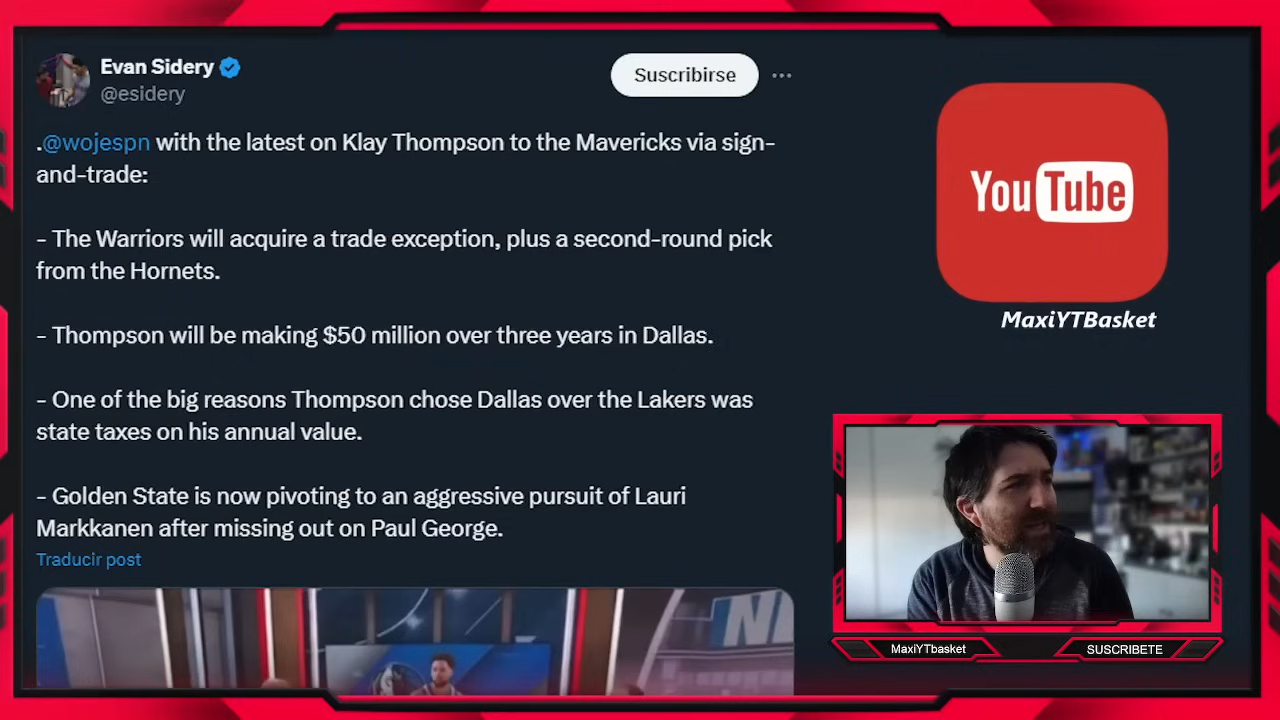 Evan Sidery
@esidery
Suscribirse
.@wojespn with the latest on Klay Thompson to the Mavericks via sign-
and-trade:
- The Warriors will acquire a trade exception, plus a second-round pick
from the Hornets.
- Thompson will be making $50 million over three years in Dallas.
- One of the big reasons Thompson chose Dallas over the Lakers was
state taxes on his annual value.
- Golden State is now pivoting to an aggressive pursuit of Lauri
Markkanen after missing out on Paul George.
Traducir post
YouTube
MaxiYTBasket
MaxiYTbasket
SUSCRIBETE